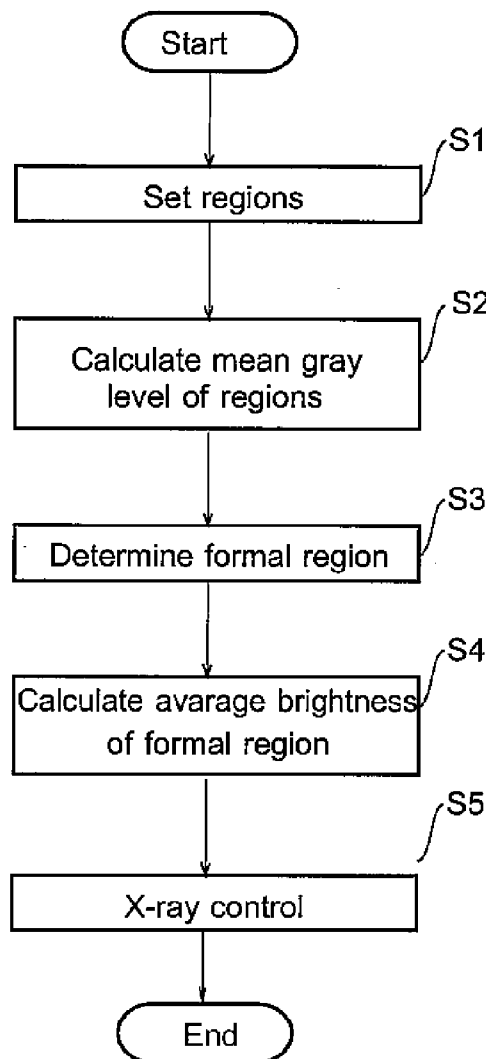 Start
S1
Set regions
S2
Calculate mean gray
level of regions
S3
Determine formal region
S4
Calculate avarage brightness
of formal region
S5
X-ray control
End